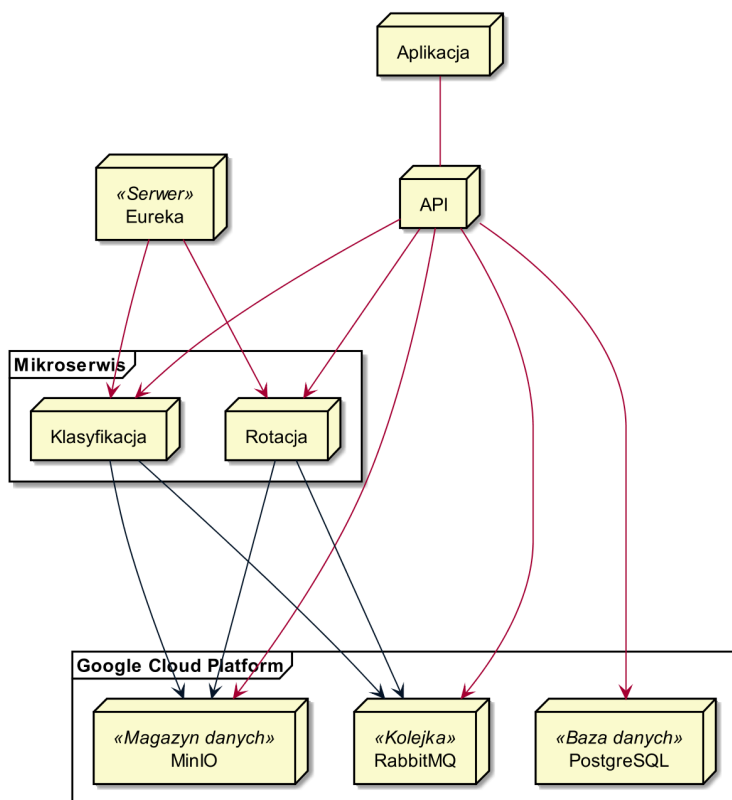 Aplikacja
«Serwer»
Eureka
API
Mikroserwis
Klasyfikacja
Rotacja
Google Cloud Platform
«Magazyn danych»
MinIO
«Kolejka»
RabbitMQ
«Baza danych»
PostgreSQL